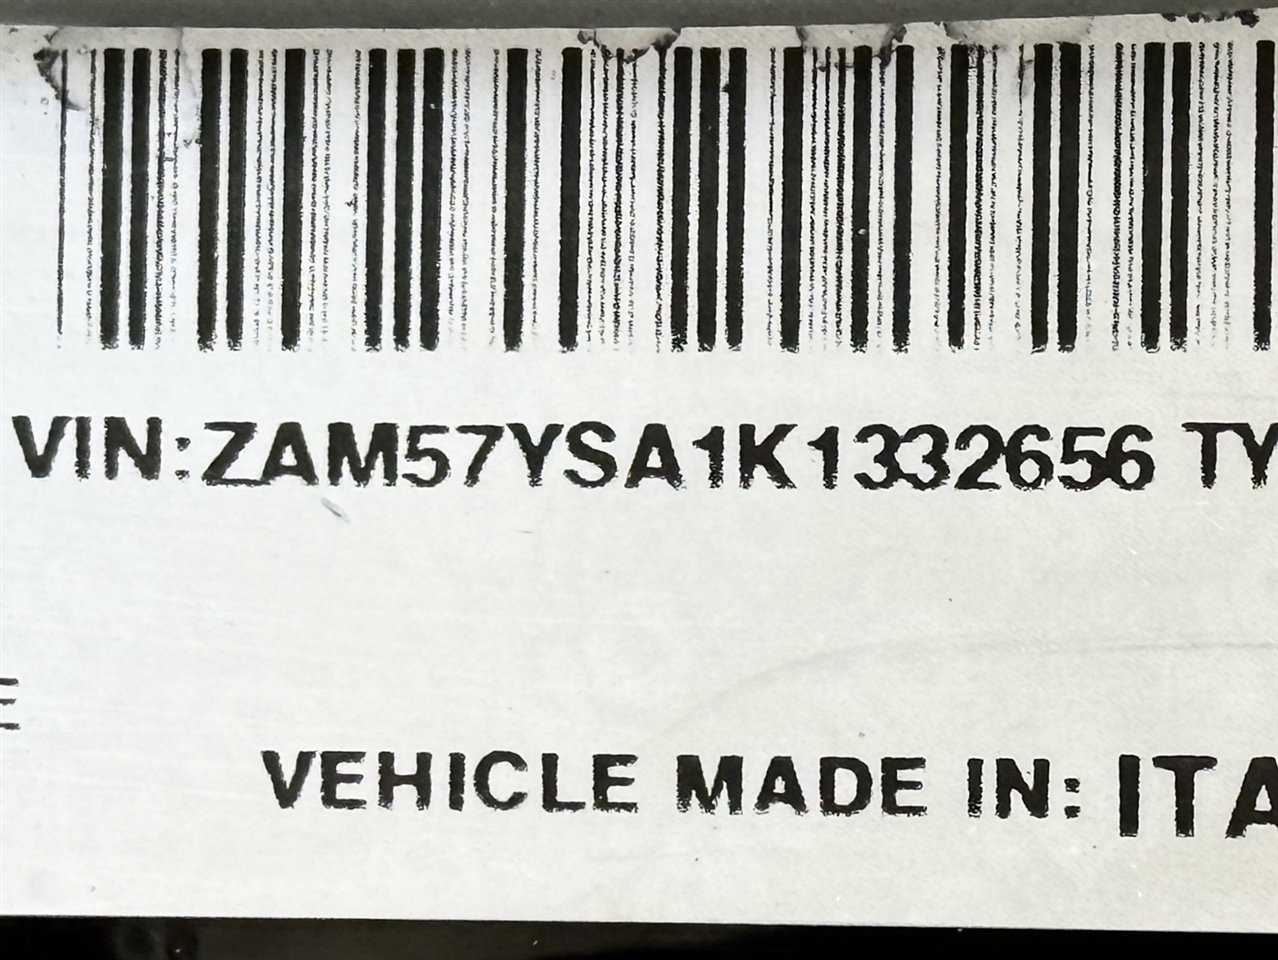 VIN:ZAM57YSA1K1332656 TY
E
VEHICLE MADE IN: ITA